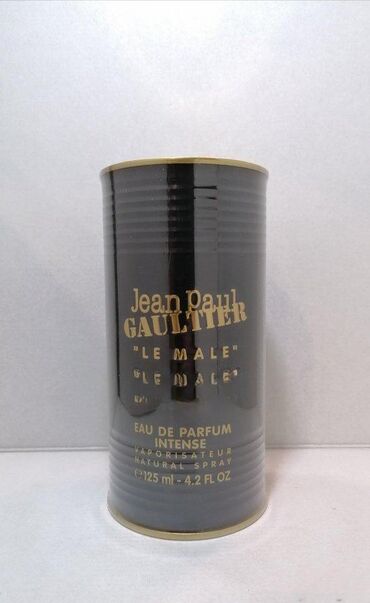 Jean Paul
GAULTIER
"LE MALE"
"LE MALE"
EAU DE PARFUM
INTENSE
VAPORISATEUR
NATURAL SPRAY
℮125 ml - 4.2 FL OZ